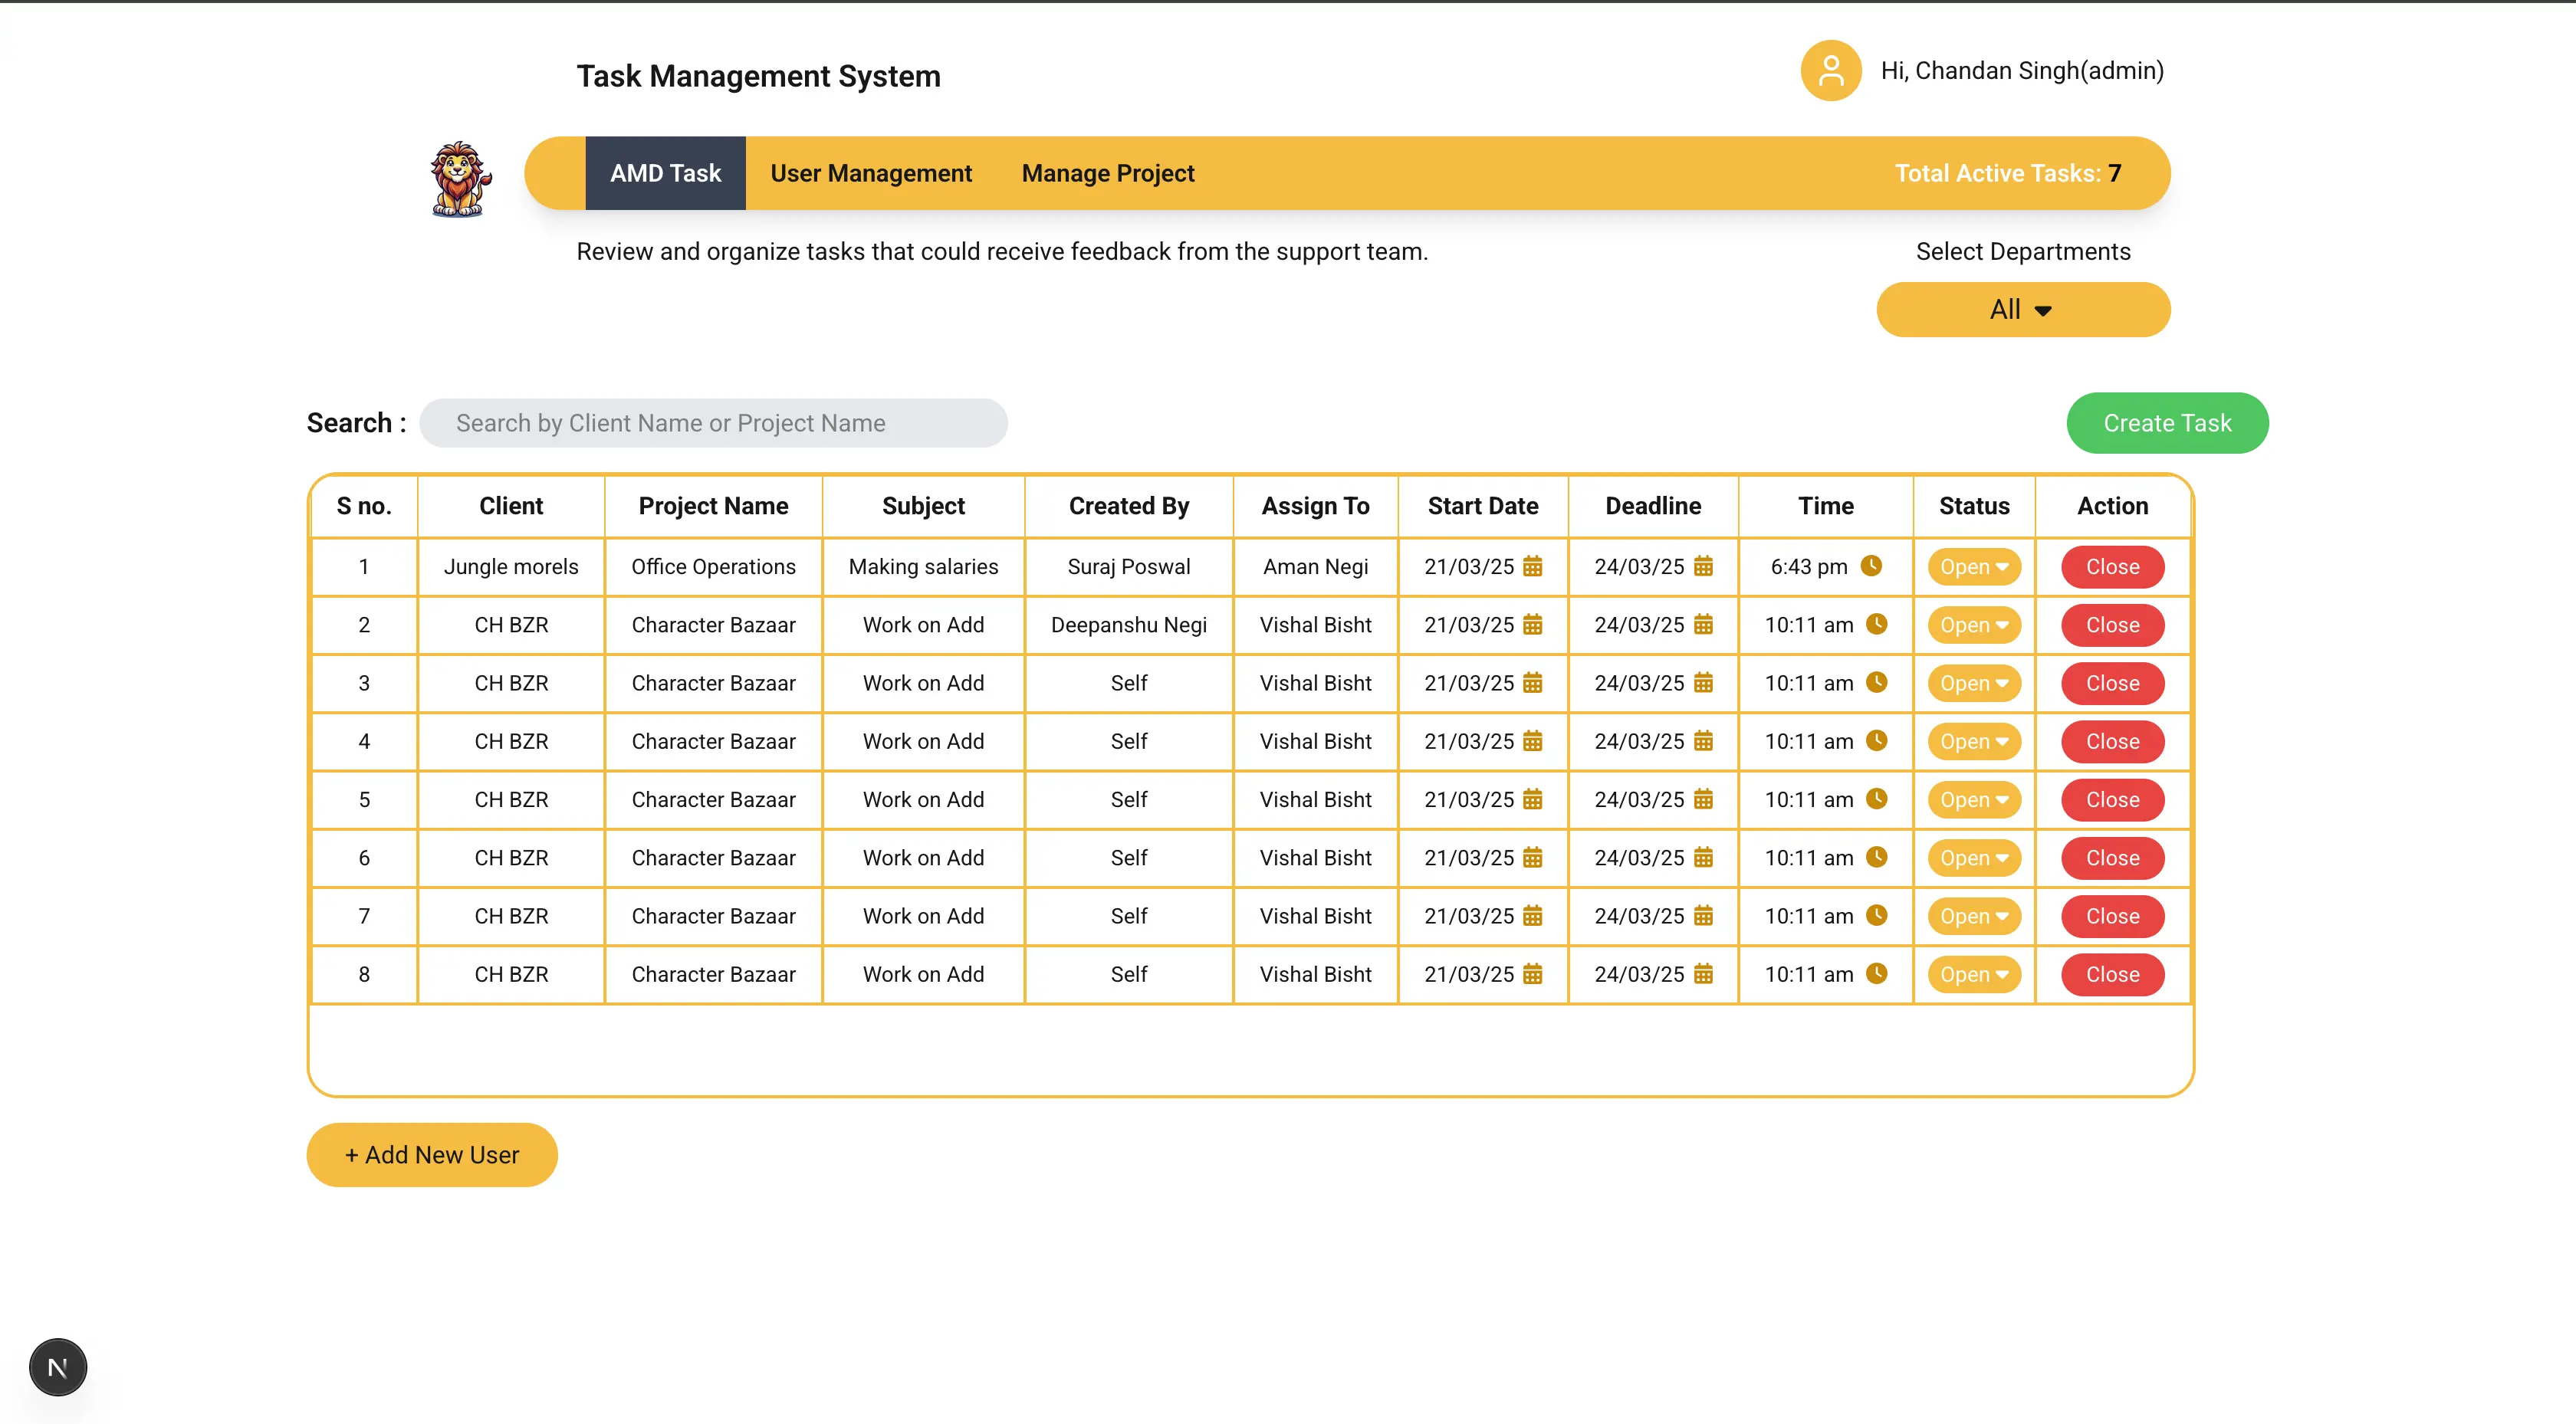 Task Management System
Hi, Chandan Singh(admin)
AMD Task User Management Manage Project Total Active Tasks: 7
Review and organize tasks that could receive feedback from the support team.
Select Departments
All
Search : Search by Client Name or Project Name
Create Task
S no. Client Project Name Subject Created By Assign To Start Date Deadline Time Status Action
1 Jungle morels Office Operations Making salaries Suraj Poswal Aman Negi 21/03/25 24/03/25 6:43 pm Open Close
2 CH BZR Character Bazaar Work on Add Deepanshu Negi Vishal Bisht 21/03/25 24/03/25 10:11 am Open Close
3 CH BZR Character Bazaar Work on Add Self Vishal Bisht 21/03/25 24/03/25 10:11 am Open Close
4 CH BZR Character Bazaar Work on Add Self Vishal Bisht 21/03/25 24/03/25 10:11 am Open Close
5 CH BZR Character Bazaar Work on Add Self Vishal Bisht 21/03/25 24/03/25 10:11 am Open Close
6 CH BZR Character Bazaar Work on Add Self Vishal Bisht 21/03/25 24/03/25 10:11 am Open Close
7 CH BZR Character Bazaar Work on Add Self Vishal Bisht 21/03/25 24/03/25 10:11 am Open Close
8 CH BZR Character Bazaar Work on Add Self Vishal Bisht 21/03/25 24/03/25 10:11 am Open Close
+ Add New User
N